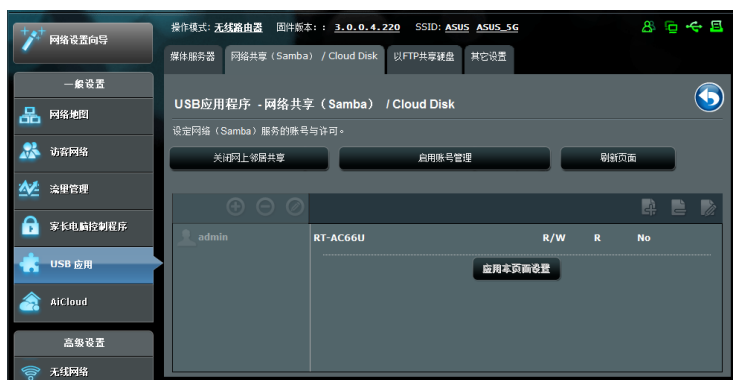 网络设置向导
操作模式: 无线路由器 固件版本:: 3.0.0.4.220 SSID: ASUS ASUS_5G
媒体服务器 网络共享 (Samba) / Cloud Disk 以FTP共享硬盘 其它设置
一般设置
网络地图
访客网络
流里管理
家长电脑控制程序
USB 应用
AiCloud
高级设置
无线网络
USB应用程序 - 网络共享 (Samba) / Cloud Disk
设定网络 (Samba) 服务的账号与许可。
关闭网上邻居共享 启用账号管理 刷新页面
admin RT-AC66U R/W R No
应用本页面设置